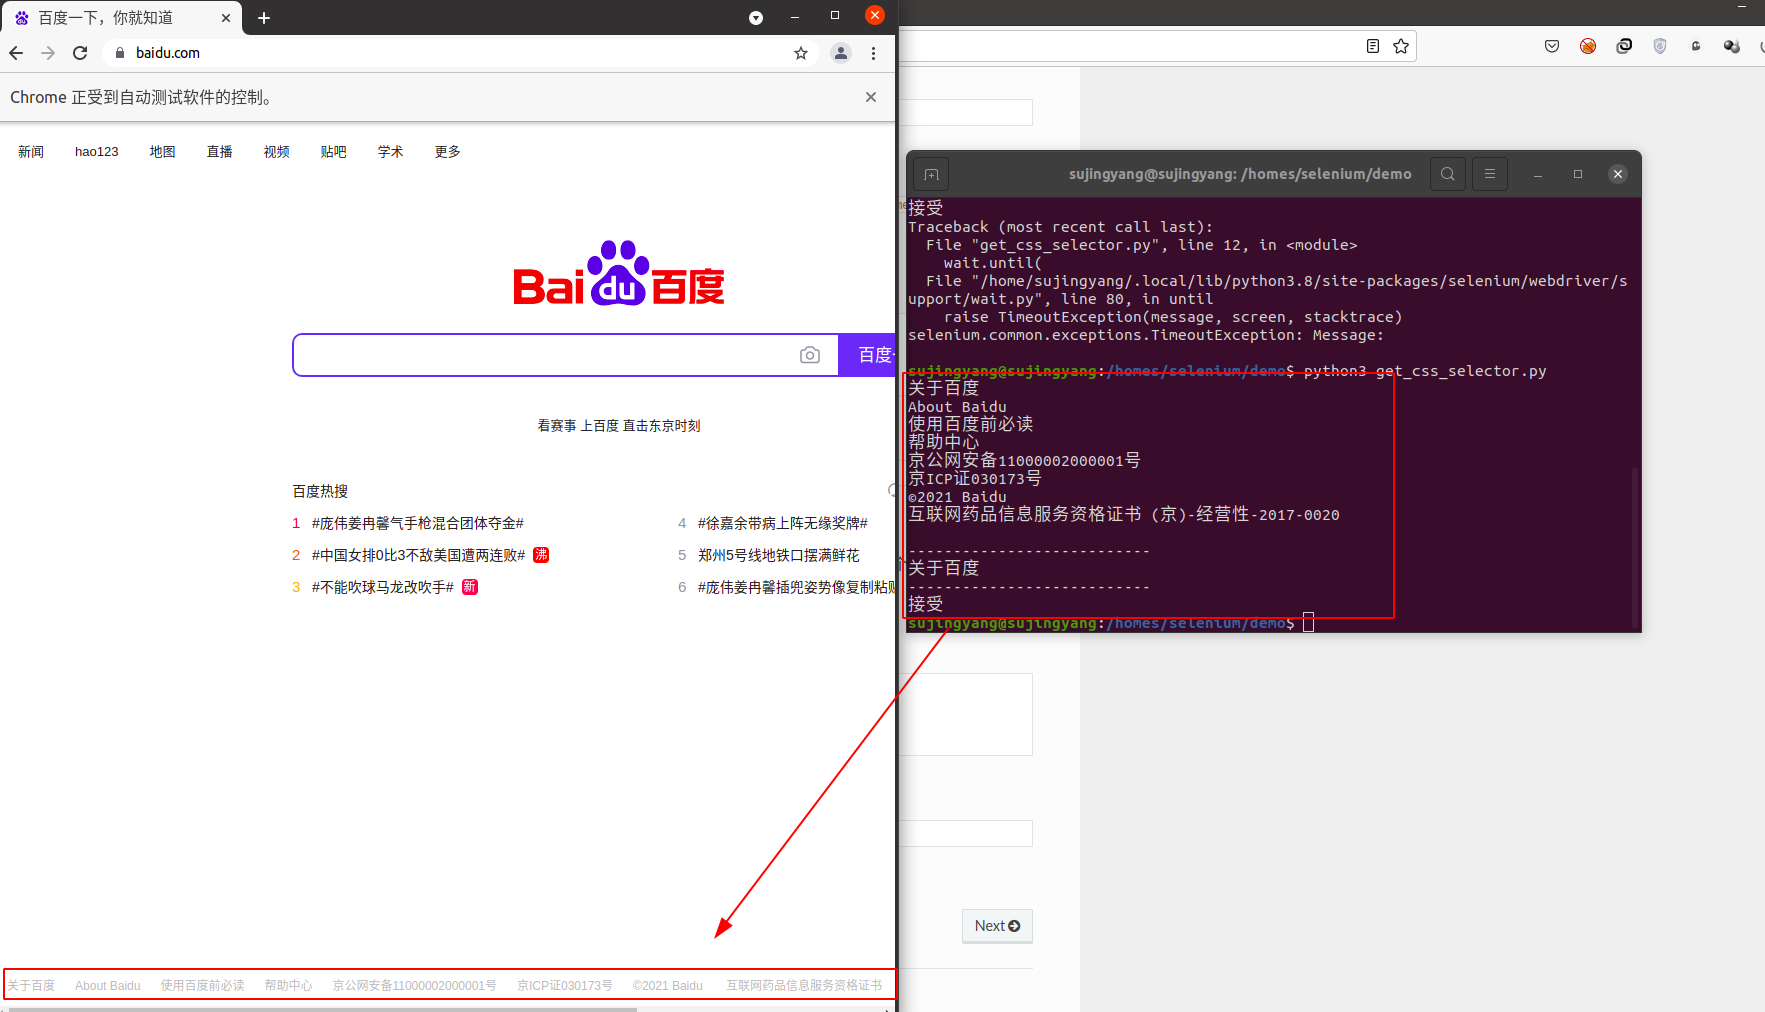 百度一下，你就知道
baidu.com
Chrome 正受到自动测试软件的控制。
新闻 hao123 地图 直播 视频 贴吧 学术 更多
Bai du 百度
百度
看赛事 上百度 直击东京时刻
百度热搜
1 #庞伟姜冉馨气手枪混合团体夺金#
2 #中国女排0比3不敌美国遭两连败# 沸
3 #不能吹球马龙改吹手# 新
4 #徐嘉余带病上阵无缘奖牌#
5 郑州5号线地铁口摆满鲜花
6 #庞伟姜冉馨插兜姿势像复制粘贴
关于百度 About Baidu 使用百度前必读 帮助中心 京公网安备11000002000001号 京ICP证030173号 ©2021 Baidu 互联网药品信息服务资格证书
sujingyang@sujingyang: /homes/selenium/demo
接受
Traceback (most recent call last):
File "get_css_selector.py", line 12, in <module>
wait.until(
File "/home/sujingyang/.local/lib/python3.8/site-packages/selenium/webdriver/s
upport/wait.py", line 80, in until
raise TimeoutException(message, screen, stacktrace)
selenium.common.exceptions.TimeoutException: Message:
sujingyang@sujingyang:/homes/selenium/demo$ python3 get_css_selector.py
关于百度
About Baidu
使用百度前必读
帮助中心
京公网安备11000002000001号
京ICP证030173号
©2021 Baidu
互联网药品信息服务资格证书 (京)-经营性-2017-0020
---------------------------
关于百度
---------------------------
接受
sujingyang@sujingyang:/homes/selenium/demo$
Next